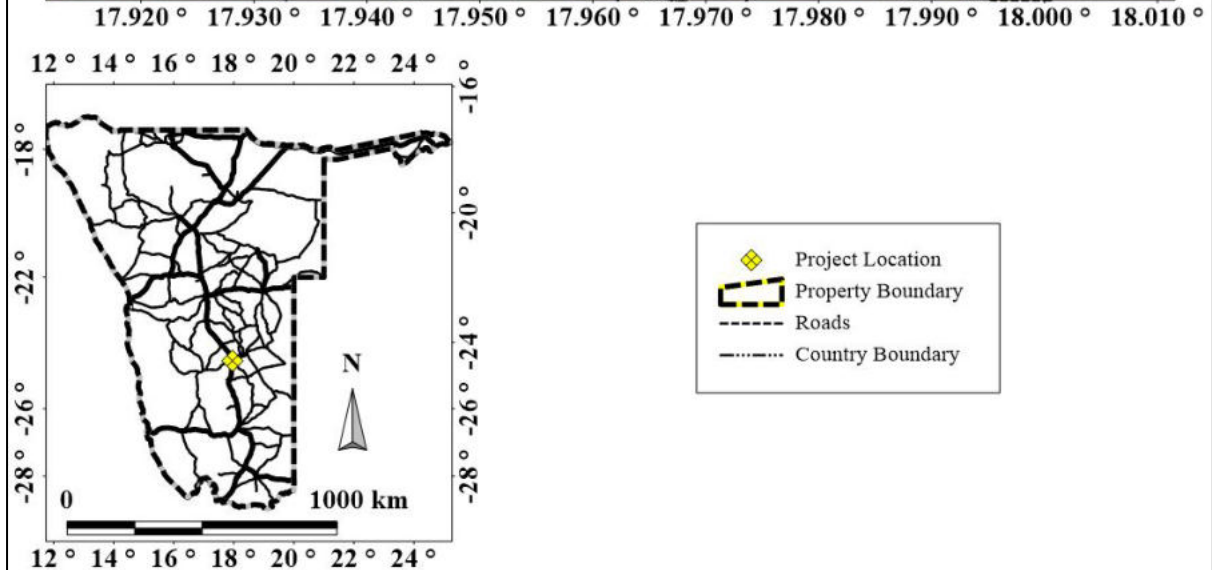 17.920 ° 17.930 ° 17.940 ° 17.950 ° 17.960 ° 17.970 ° 17.980 ° 17.990 ° 18.000 ° 18.010 °
12 ° 14 ° 16 ° 18 ° 20 ° 22 ° 24 °
-16 °
-18 °
-20 °
-22 °
-24 °
-26 °
-28 °
-28 °
N
0 1000 km
12 ° 14 ° 16 ° 18 ° 20 ° 22 ° 24 °
Project Location
Property Boundary
Roads
Country Boundary